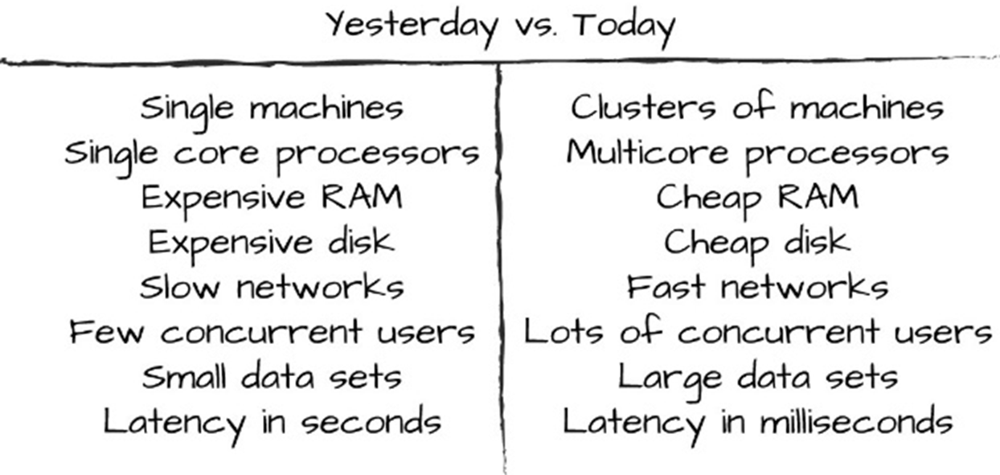 Yesterday vs. Today
Single machines
Single core processors
Expensive RAM
Expensive disk
Slow networks
Few concurrent users
Small data sets
Latency in seconds
Clusters of machines
Multicore processors
Cheap RAM
Cheap disk
Fast networks
Lots of concurrent users
Large data sets
Latency in milliseconds